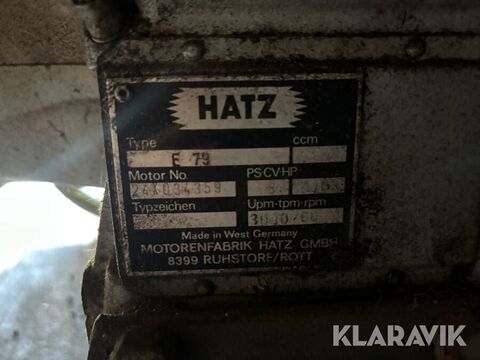 HATZ
Type ccm
E 79
Motor No. PS·CV·HP
Typzeichen Upm-tpm-rpm
Made in West Germany
MOTORENFABRIK HATZ GMBH
8399 RUHSTORF/ROTT
KLARAVIK